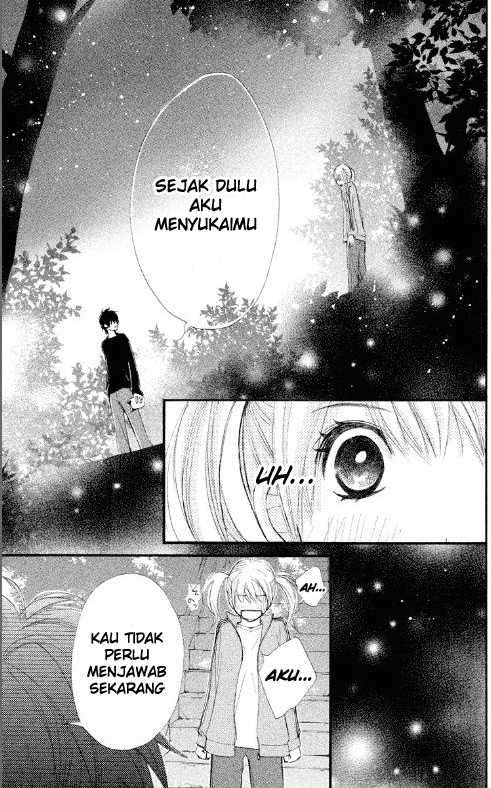 SEJAK DULU
AKU
MENYUKAIMU
UH...
AH...
AKU...
KAU TIDAK
PERLU
MENJAWAB
SEKARANG